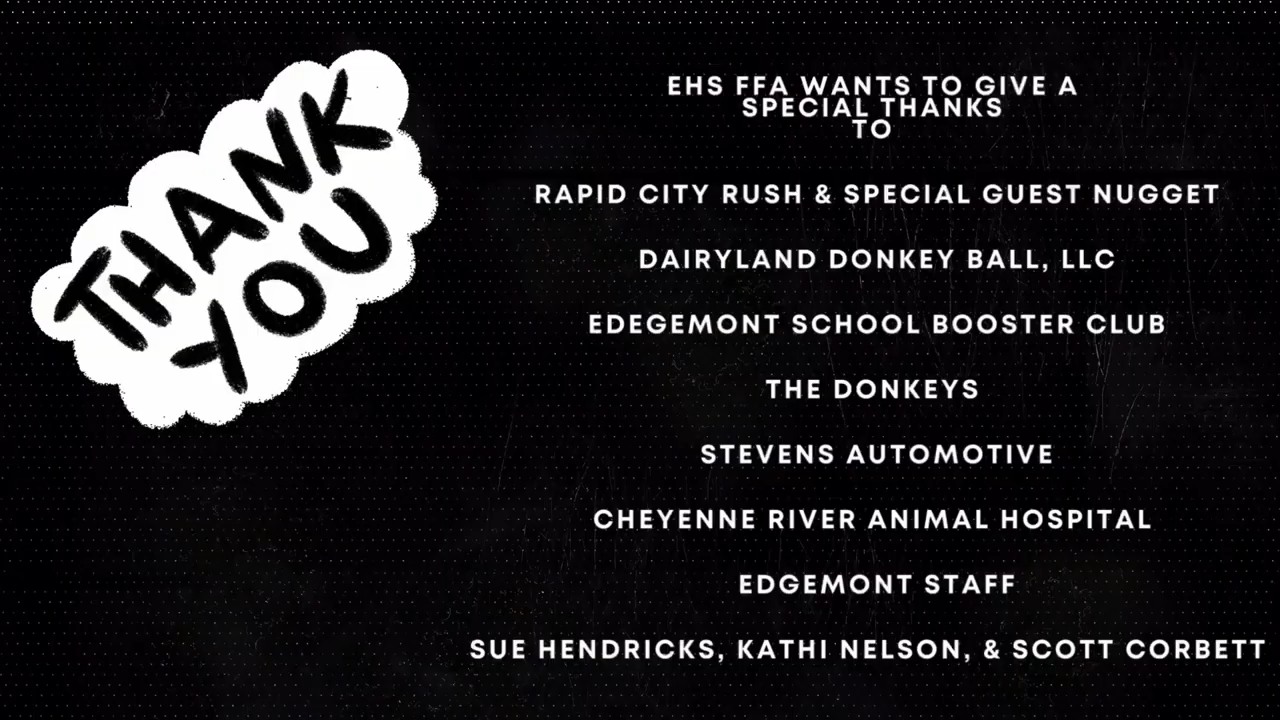 THANK
YOU
EHS FFA WANTS TO GIVE A
SPECIAL THANKS
TO
RAPID CITY RUSH & SPECIAL GUEST NUGGET
DAIRYLAND DONKEY BALL, LLC
EDEGEMONT SCHOOL BOOSTER CLUB
THE DONKEYS
STEVENS AUTOMOTIVE
CHEYENNE RIVER ANIMAL HOSPITAL
EDGEMONT STAFF
SUE HENDRICKS, KATHI NELSON, & SCOTT CORBETT